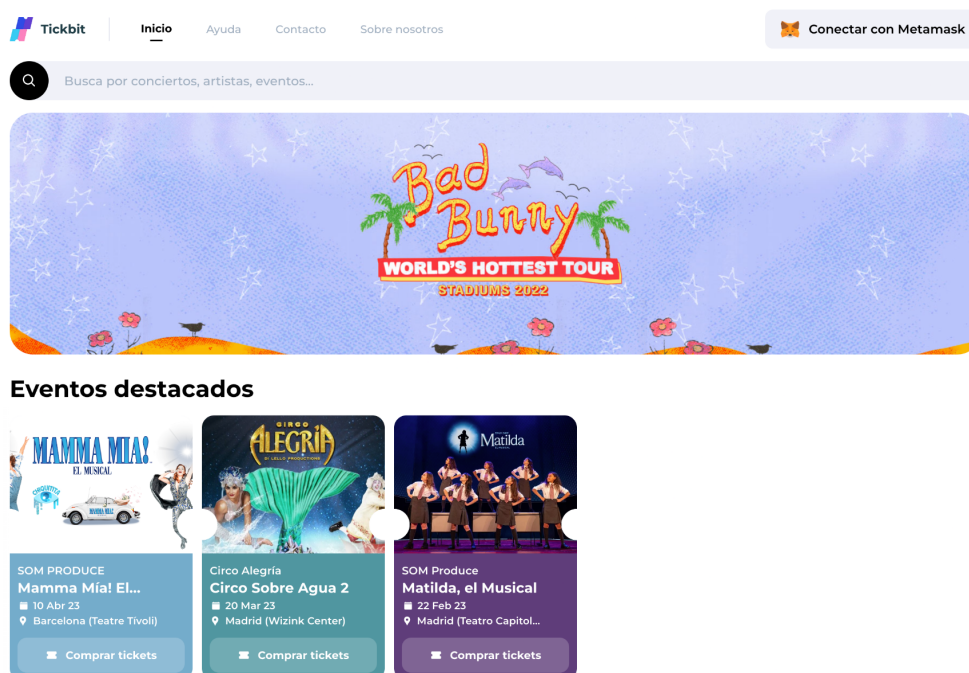 Tickbit
Inicio
Ayuda
Contacto
Sobre nosotros
Conectar con Metamask
Busca por conciertos, artistas, eventos...
Bad
Bunny
WORLD'S HOTTEST TOUR
STADIUMS 2022
Eventos destacados
MAMMA MIA!
EL MUSICAL
CHIQUITITA
MAMMA MIA!
SOM PRODUCE
Mamma Mía! El...
10 Abr 23
Barcelona (Teatre Tívoli)
Comprar tickets
CIRCO
ALEGRÍA
Circo Alegría
Circo Sobre Agua 2
20 Mar 23
Madrid (Wizink Center)
Comprar tickets
Matilda
SOM Produce
Matilda, el Musical
22 Feb 23
Madrid (Teatro Capitol...
Comprar tickets